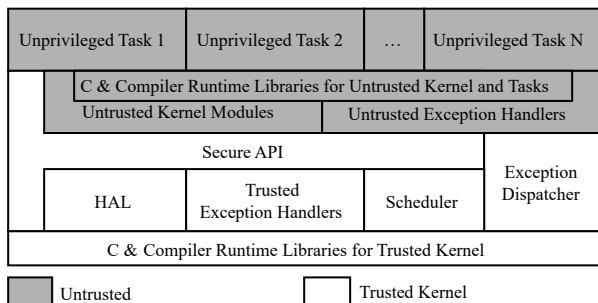 Unprivileged Task 1 Unprivileged Task 2 … Unprivileged Task N
C & Compiler Runtime Libraries for Untrusted Kernel and Tasks
Untrusted Kernel Modules Untrusted Exception Handlers
Secure API
Exception
Dispatcher
HAL
Trusted
Exception Handlers
Scheduler
C & Compiler Runtime Libraries for Trusted Kernel
Untrusted Trusted Kernel